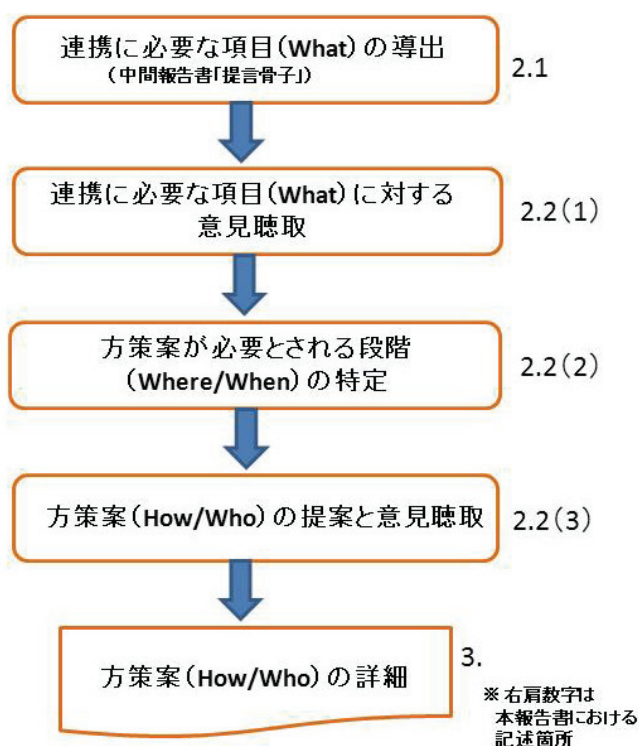 連携に必要な項目(What)の導出
(中間報告書「提言骨子」)
2.1
連携に必要な項目(What)に対する
意見聴取
2.2(1)
方策案が必要とされる段階
(Where/When)の特定
2.2(2)
方策案(How/Who)の提案と意見聴取
2.2(3)
方策案(How/Who)の詳細
3.
※右肩数字は
本報告書における
記述箇所